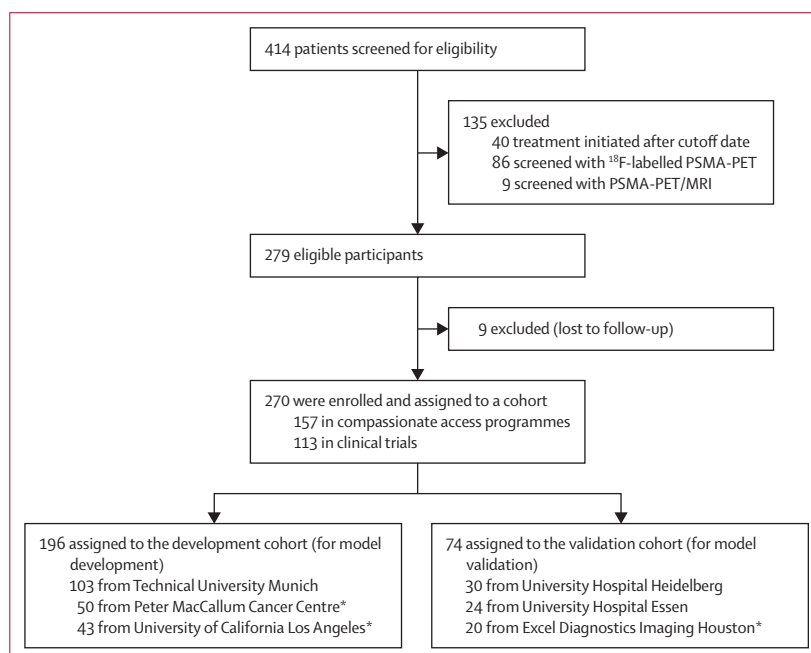 414 patients screened for eligibility
135 excluded
40 treatment initiated after cutoff date
86 screened with ¹⁸F-labelled PSMA-PET
9 screened with PSMA-PET/MRI
279 eligible participants
9 excluded (lost to follow-up)
270 were enrolled and assigned to a cohort
157 in compassionate access programmes
113 in clinical trials
196 assigned to the development cohort (for model
development)
103 from Technical University Munich
50 from Peter MacCallum Cancer Centre*
43 from University of California Los Angeles*
74 assigned to the validation cohort (for model
validation)
30 from University Hospital Heidelberg
24 from University Hospital Essen
20 from Excel Diagnostics Imaging Houston*